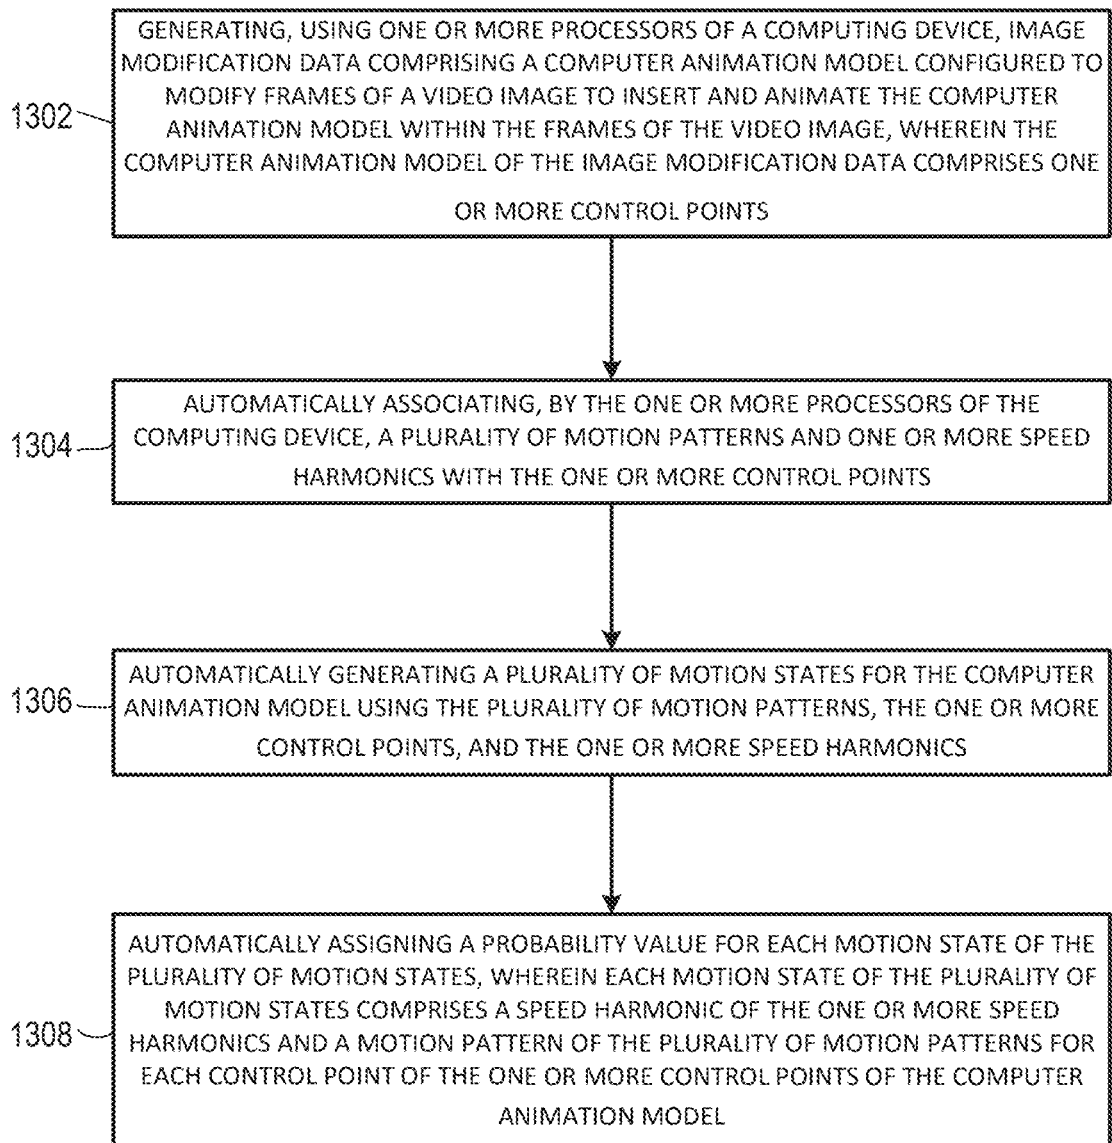 GENERATING, USING ONE OR MORE PROCESSORS OF A COMPUTING DEVICE, IMAGE
MODIFICATION DATA COMPRISING A COMPUTER ANIMATION MODEL CONFIGURED TO
MODIFY FRAMES OF A VIDEO IMAGE TO INSERT AND ANIMATE THE COMPUTER
1302
ANIMATION MODEL WITHIN THE FRAMES OF THE VIDEO IMAGE, WHEREIN THE
COMPUTER ANIMATION MODEL OF THE IMAGE MODIFICATION DATA COMPRISES ONE
OR MORE CONTROL POINTS
AUTOMATICALLY ASSOCIATING, BY THE ONE OR MORE PROCESSORS OF THE
1304
COMPUTING DEVICE, A PLURALITY OF MOTION PATTERNS AND ONE OR MORE SPEED
HARMONICS WITH THE ONE OR MORE CONTROL POINTS
AUTOMATICALLY GENERATING A PLURALITY OF MOTION STATES FOR THE COMPUTER
1306
ANIMATION MODEL USING THE PLURALITY OF MOTION PATTERNS, THE ONE OR MORE
CONTROL POINTS, AND THE ONE OR MORE SPEED HARMONICS
AUTOMATICALLY ASSIGNING A PROBABILITY VALUE FOR EACH MOTION STATE OF THE
PLURALITY OF MOTION STATES, WHEREIN EACH MOTION STATE OF THE PLURALITY OF
MOTION STATES COMPRISES A SPEED HARMONIC OF THE ONE OR MORE SPEED
1308
HARMONICS AND A MOTION PATTERN OF THE PLURALITY OF MOTION PATTERNS FOR
EACH CONTROL POINT OF THE ONE OR MORE CONTROL POINTS OF THE COMPUTER
ANIMATION MODEL